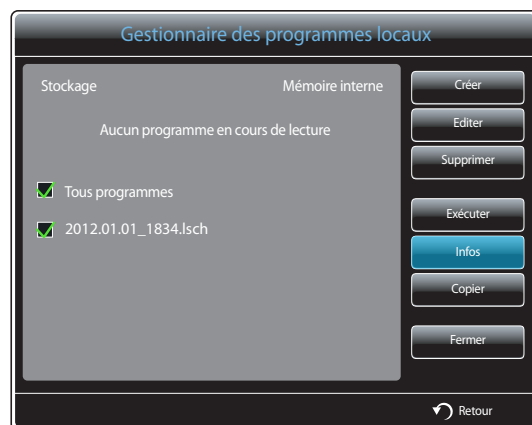 Gestionnaire des programmes locaux
Stockage Mémoire interne
Aucun programme en cours de lecture
Tous programmes
2012.01.01_1834.lsch
Créer
Editer
Supprimer
Exécuter
Infos
Copier
Fermer
Retour